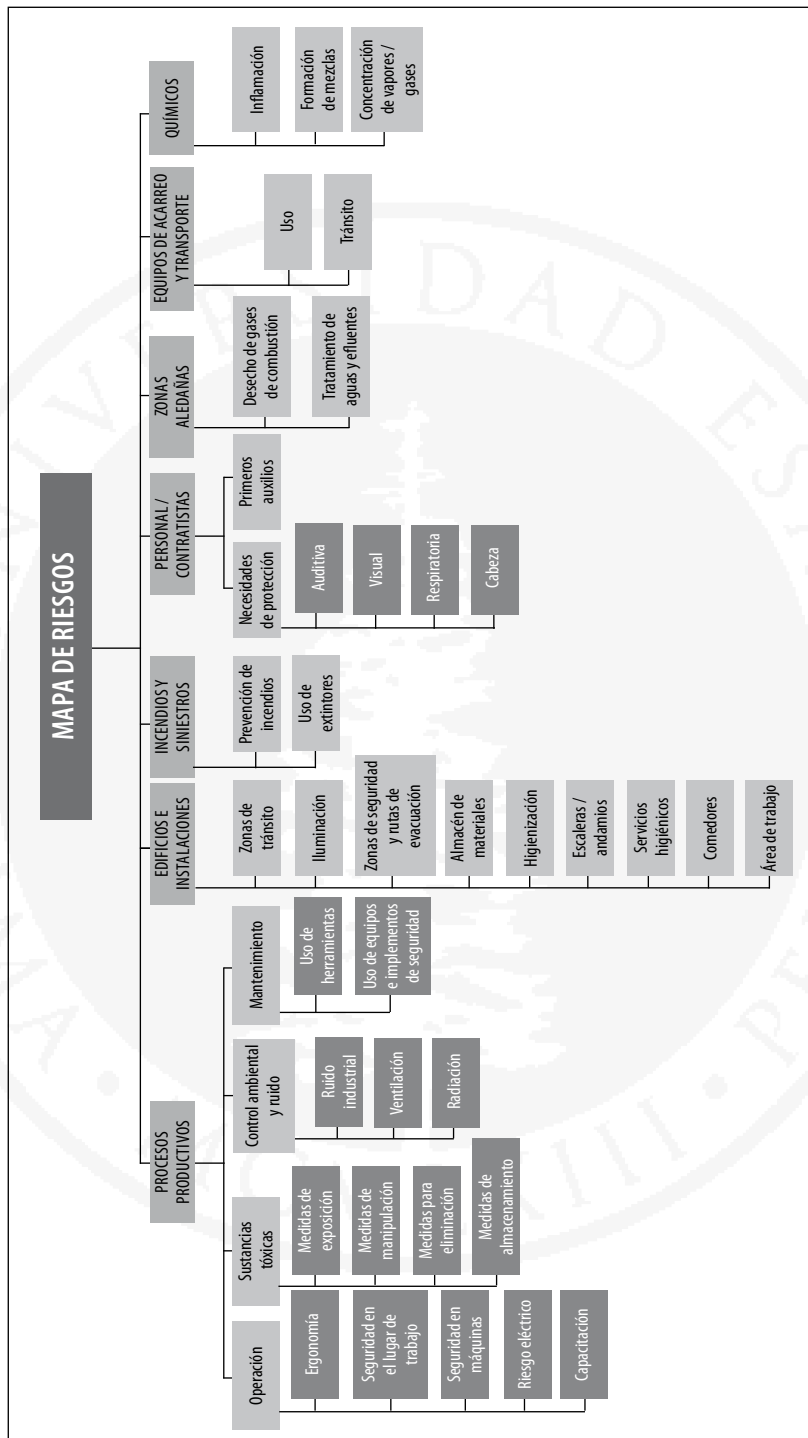 MAPA DE RIESGOS
PROCESOS
PRODUCTIVOS
Operación
Ergonomía
Seguridad en
el lugar de
trabajo
Seguridad en
máquinas
Riesgo eléctrico
Capacitación
Sustancias
tóxicas
Medidas de
exposición
Medidas de
manipulación
Medidas para
eliminación
Medidas de
almacenamiento
Control ambiental
y ruido
Ruido
industrial
Ventilación
Radiación
Mantenimiento
Uso de
herramientas
Uso de equipos
e implementos
de seguridad
EDIFICIOS E
INSTALACIONES
Zonas de
tránsito
Iluminación
Zonas de seguridad
y rutas de
evacuación
Almacén de
materiales
Higienización
Escaleras /
andamios
Servicios
higiénicos
Comedores
Área de trabajo
INCENDIOS Y
SINIESTROS
Prevención de
incendios
Uso de
extintores
PERSONAL /
CONTRATISTAS
Necesidades
de protección
Auditiva
Visual
Respiratoria
Cabeza
Primeros
auxilios
ZONAS
ALEDAÑAS
Desecho de gases
de combustión
Tratamiento de
aguas y efluentes
EQUIPOS DE ACARREO
Y TRANSPORTE
Uso
Tránsito
QUÍMICOS
Inflamación
Formación
de mezclas
Concentración
de vapores /
gases